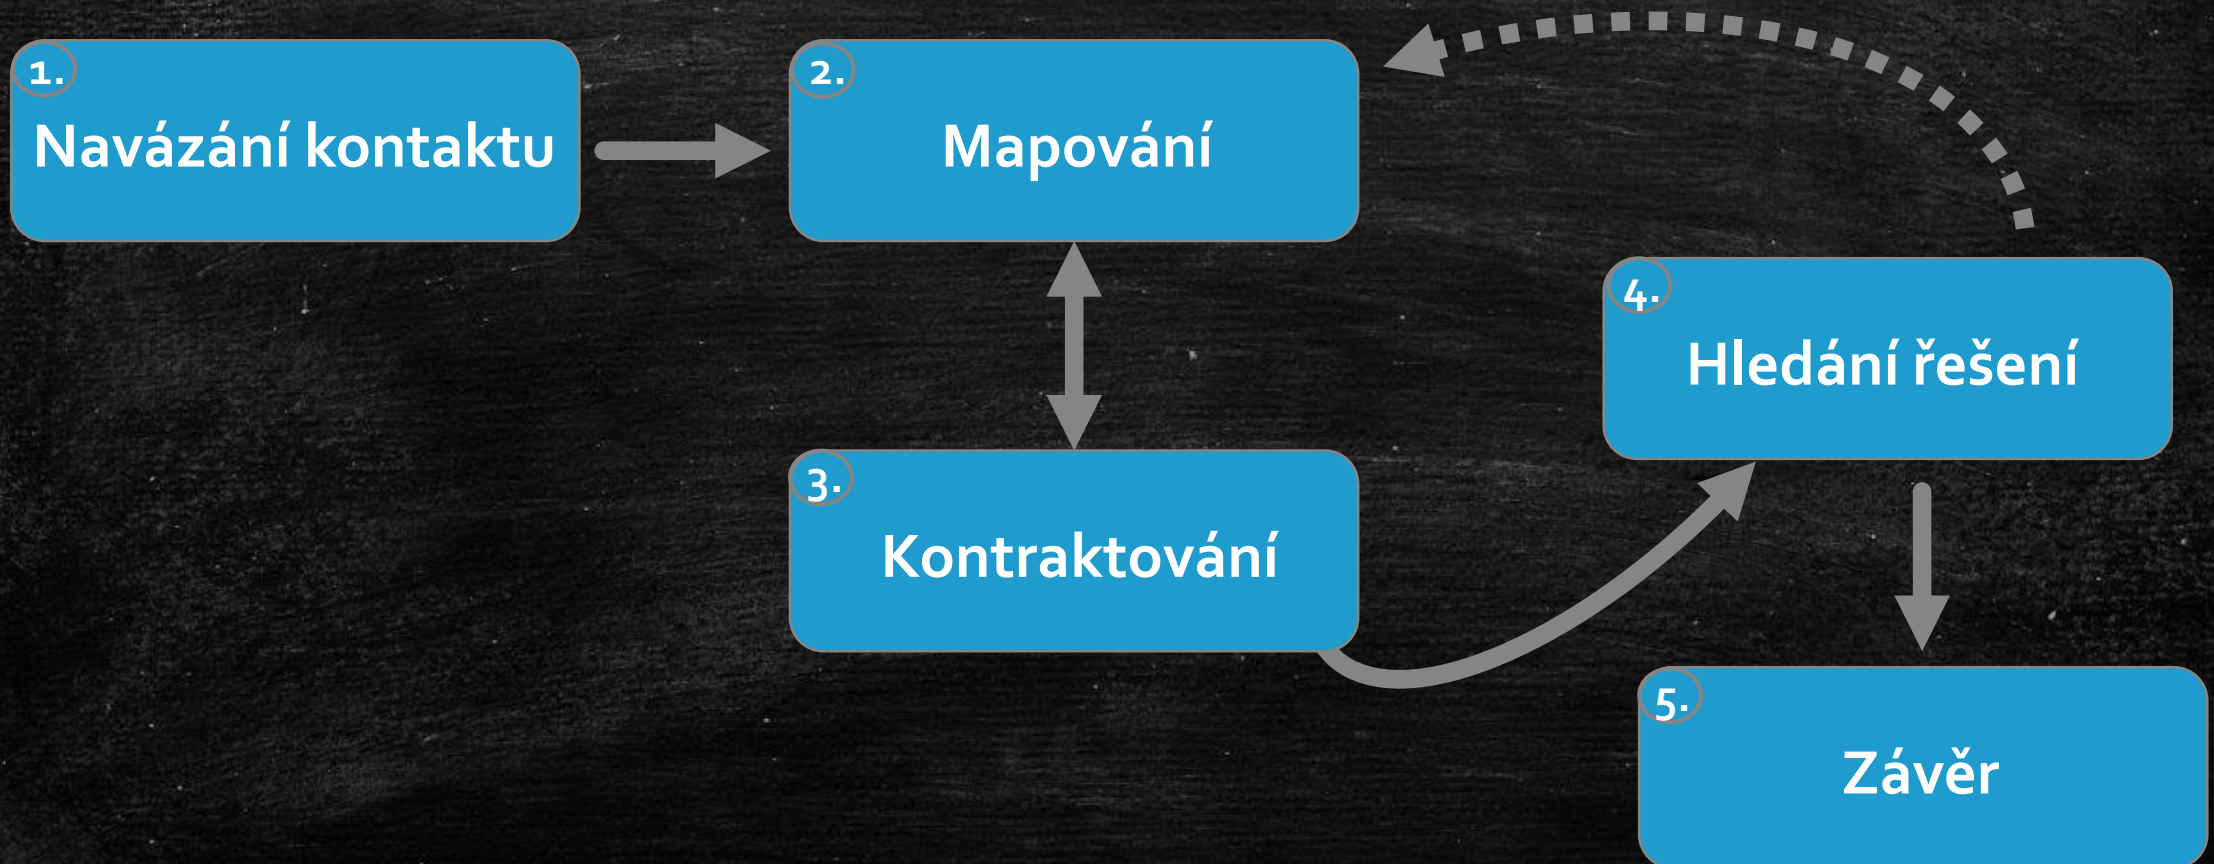 1.
Navázání kontaktu
2.
Mapování
3.
Kontraktování
4.
Hledání řešení
5.
Závěr